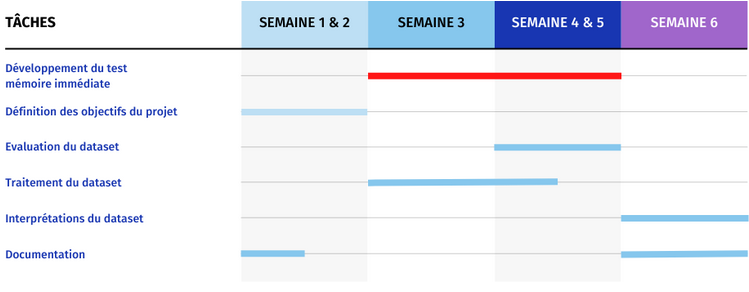 TÂCHES
SEMAINE 1 & 2
SEMAINE 3
SEMAINE 4 & 5
SEMAINE 6
Développement du test
mémoire immédiate
Définition des objectifs du projet
Evaluation du dataset
Traitement du dataset
Interprétations du dataset
Documentation